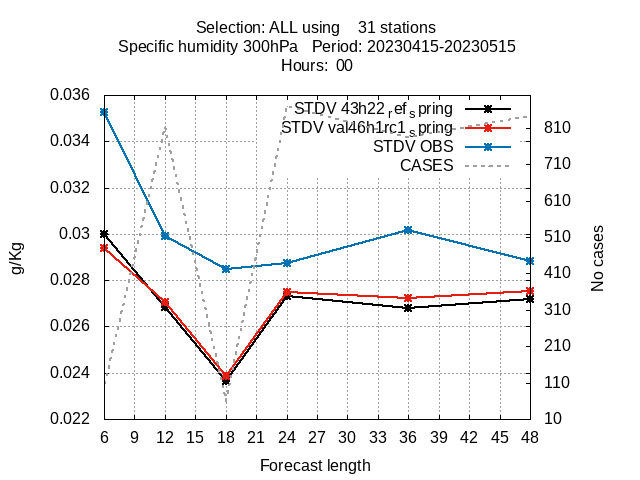 Selection: ALL using    31 stations
Specific humidity 300hPa   Period: 20230415-20230515
Hours:  00
STDV 43h22_ref_spring
STDV val46h1rc1_spring
STDV OBS
CASES
0.036
0.034
0.032
0.03
0.028
0.026
0.024
0.022
g/Kg
810
710
610
510
410
310
210
110
10
No cases
6 9 12 15 18 21 24 27 30 33 36 39 42 45 48
Forecast length